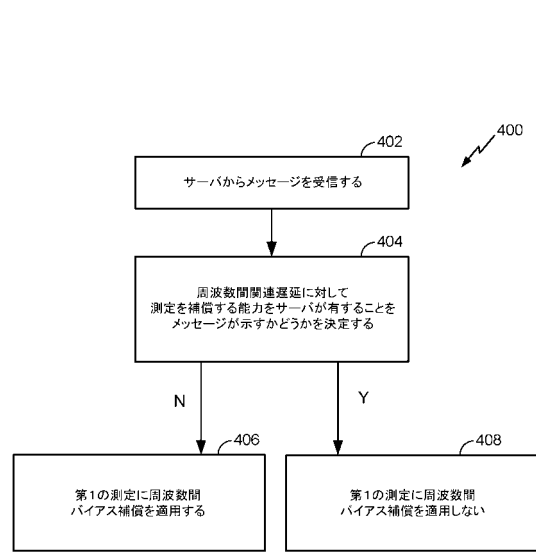 400
402
サーバからメッセージを受信する
404
周波数間関連遅延に対して
測定を補償する能力をサーバが有することを
メッセージが示すかどうかを決定する
N
Y
406
第1の測定に周波数間
バイアス補償を適用する
408
第1の測定に周波数間
バイアス補償を適用しない